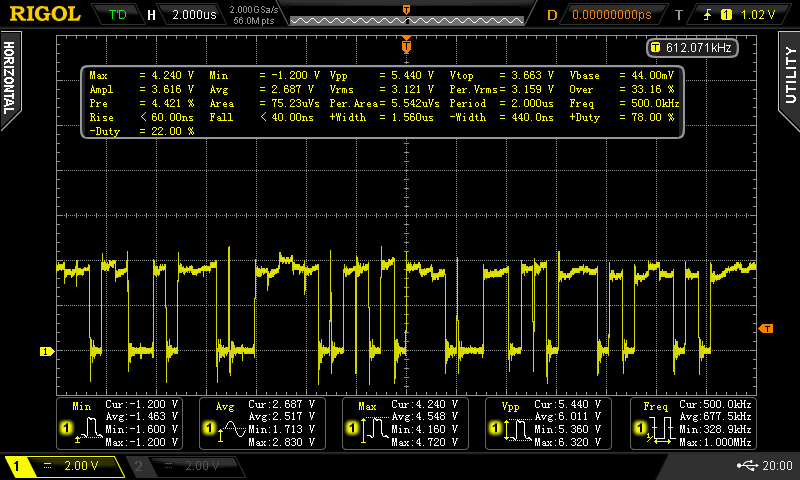 RIGOL T'D H 2.000us 2.000GSa/s 56.0M pts D 0.00000000ps T 1 1.02 V
HORIZONTAL
UTILITY
T
T 612.071kHz
Max = 4.240 V Min = -1.200 V Vpp = 5.440 V Vtop = 3.663 V Vbase = 44.00mV
Ampl = 3.616 V Avg = 2.687 V Vrms = 3.121 V Per.Vrms = 3.159 V Over = 33.16 %
Pre = 4.421 % Area = 75.23uVs Per.Area = 5.542uVs Period = 2.000us Freq = 500.0kHz
Rise < 60.00ns Fall < 40.00ns +Width = 1.560us -Width = 440.0ns +Duty = 78.00 %
-Duty = 22.00 %
T
1
1 Min Cur:-1.200 V
Avg:-1.463 V
Min:-1.600 V
Max:-1.200 V
1 Avg Cur:2.687 V
Avg:2.517 V
Min:1.713 V
Max:2.830 V
1 Max Cur:4.240 V
Avg:4.548 V
Min:4.160 V
Max:4.720 V
1 Vpp Cur:5.440 V
Avg:6.011 V
Min:5.360 V
Max:6.320 V
1 Freq Cur:500.0kHz
Avg:677.5kHz
Min:328.9kHz
Max:1.000MHz
1 = 2.00 V 2 = 2.00 V 20:00